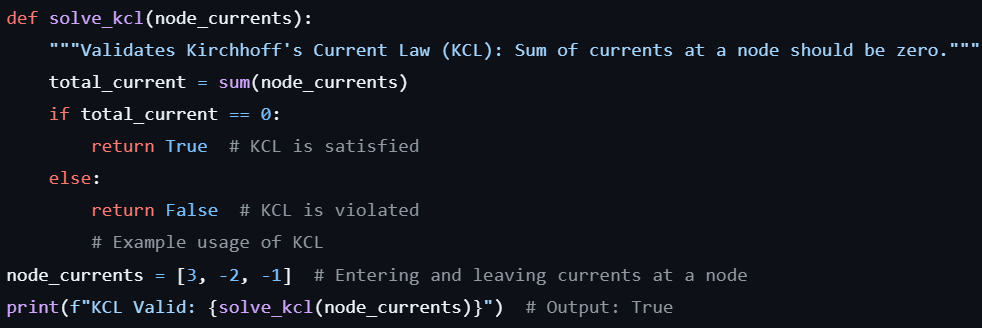 def solve_kcl(node_currents):
    """Validates Kirchhoff's Current Law (KCL): Sum of currents at a node should be zero."""
    total_current = sum(node_currents)
    if total_current == 0:
        return True  # KCL is satisfied
    else:
        return False  # KCL is violated
        # Example usage of KCL
node_currents = [3, -2, -1]  # Entering and leaving currents at a node
print(f"KCL Valid: {solve_kcl(node_currents)}")  # Output: True